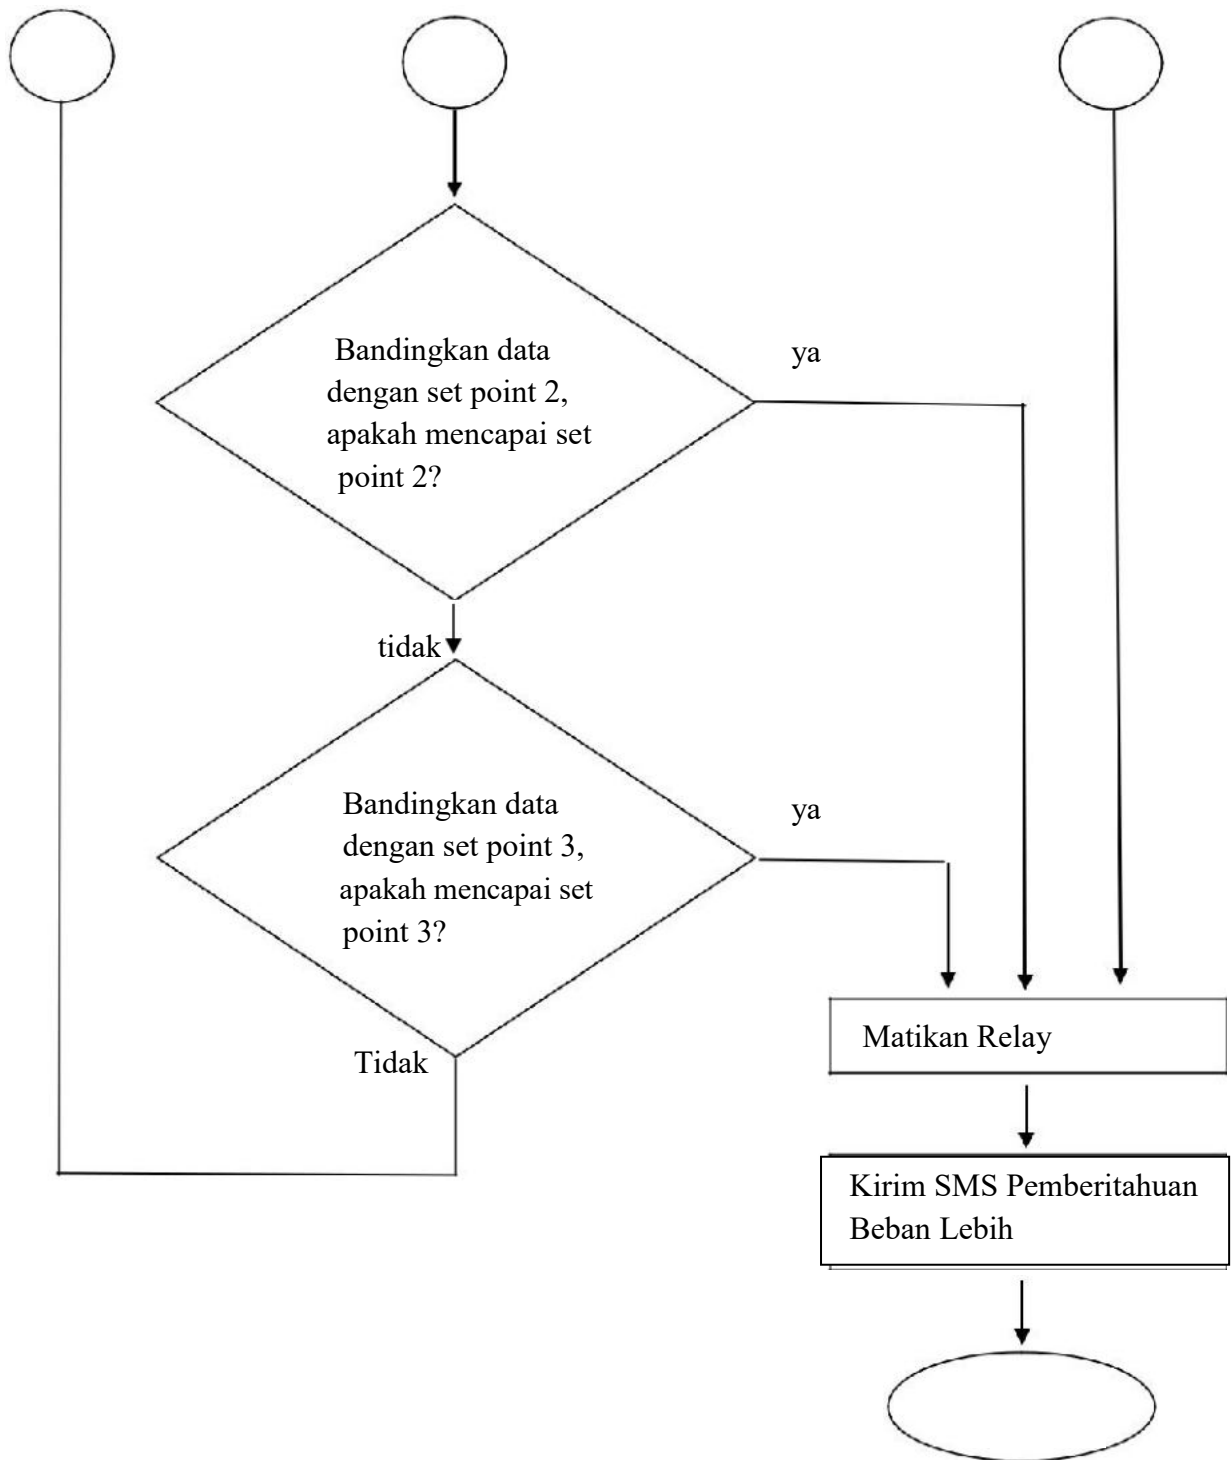 Bandingkan data
dengan set point 2,
apakah mencapai set
point 2?
ya
tidak
Bandingkan data
dengan set point 3,
apakah mencapai set
point 3?
ya
Tidak
Matikan Relay
Kirim SMS Pemberitahuan
Beban Lebih